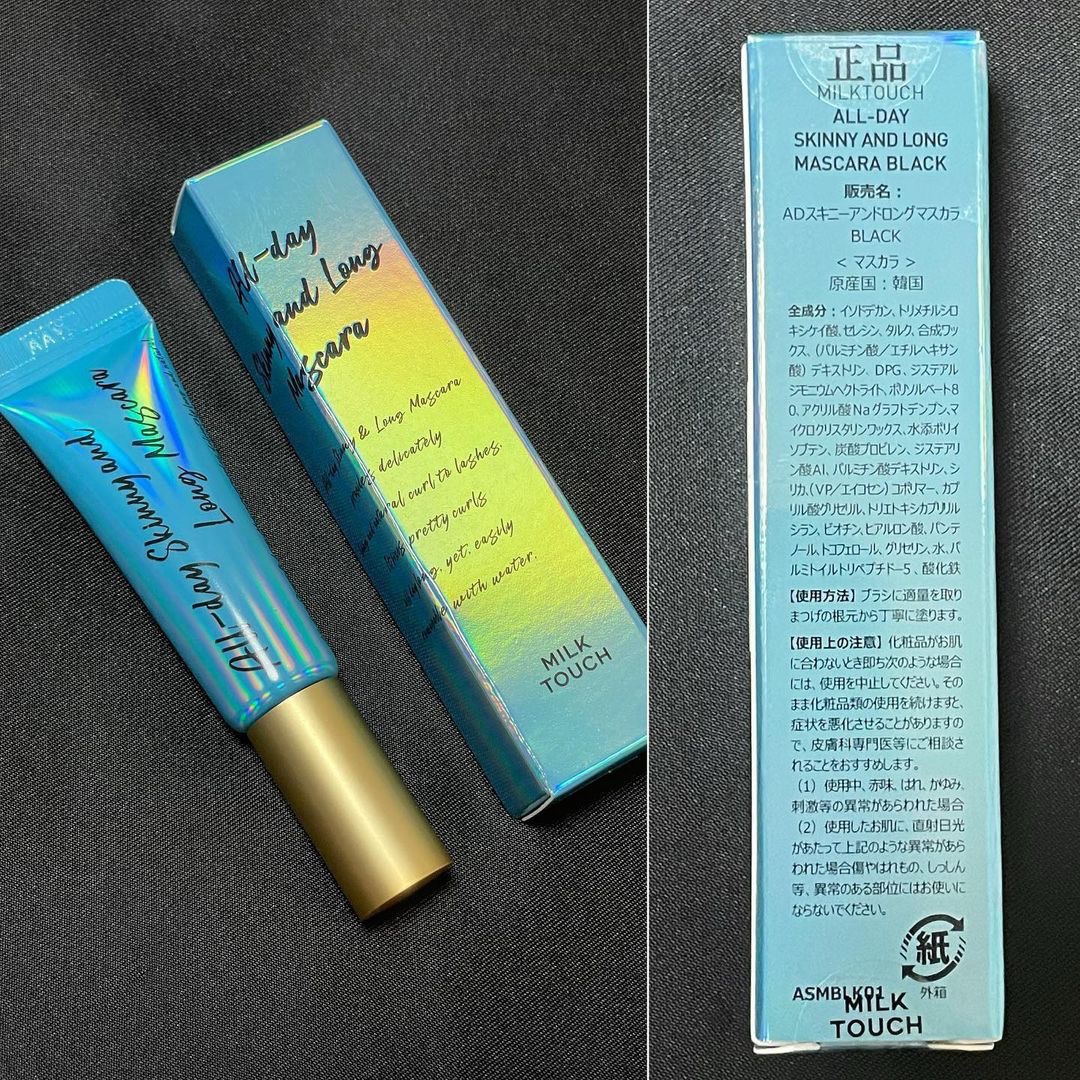 All-day Skinny and
Long Mascara
All-day
Skinny and Long
Mascara
Skinny & Long Mascara
delicately
natural curl to lashes.
pretty curls
yet, easily
with water.
MILK
TOUCH
正品
MILKTOUCH
ALL-DAY
SKINNY AND LONG
MASCARA BLACK
販売名：
ADスキニーアンドロングマスカラ
BLACK
＜ マスカラ ＞
原産国：韓国
全成分：イソドデカン、トリメチルシロ
キシケイ酸、セレシン、タルク、合成ワッ
クス、（パルミチン酸／エチルヘキサン
酸）デキストリン、DPG、ジステアル
ジモニウムヘクトライト、ポリソルベート8
0、アクリル酸Naグラフトデンプン、マ
イクロクリスタリンワックス、水添ポリイ
ソブテン、炭酸プロピレン、ジステアリ
ン酸Al、パルミチン酸デキストリン、シ
リカ、（VP／エイコセン）コポリマー、カプ
リル酸グリセリル、トリエトキシカプリリル
シラン、ビオチン、ヒアルロン酸、パンテ
ノール、トコフェロール、グリセリン、水、パ
ルミトイルトリペプチド-5、酸化鉄
【使用方法】ブラシに適量を取り
まつげの根元から丁寧に塗ります。
【使用上の注意】化粧品がお肌
に合わないとき即ち次のような場合
には、使用を中止してください。その
まま化粧品類の使用を続けますと、
症状を悪化させることがありますの
で、皮膚科専門医等にご相談さ
れることをおすすめします。
（1）使用中、赤味、はれ、かゆみ、
刺激等の異常があらわれた場合
（2）使用したお肌に、直射日光
があたって上記のような異常があら
われた場合傷やはれもの、しっしん
等、異常のある部位にはお使いに
ならないでください。
紙
外箱
ASMBLK01
MILK
TOUCH